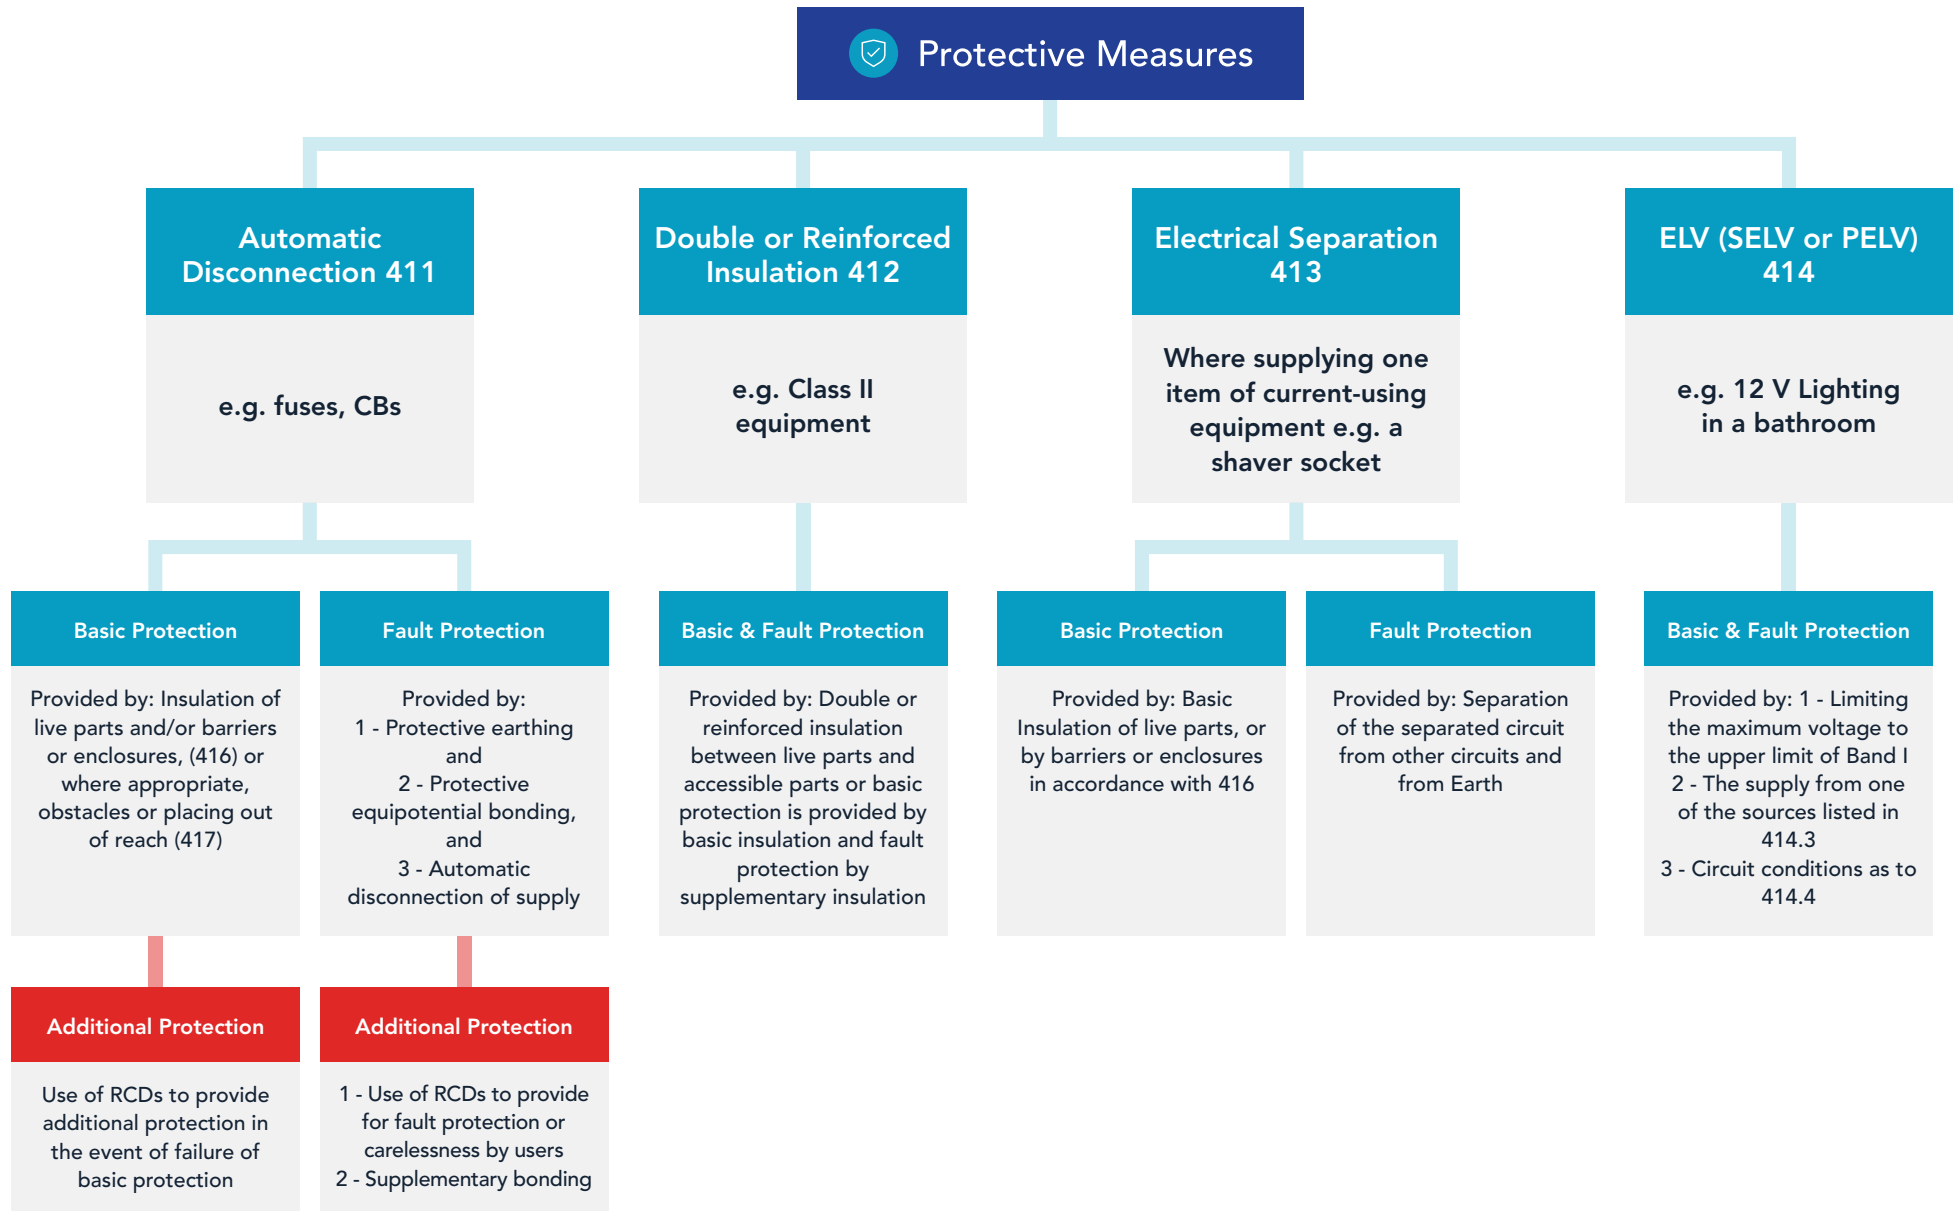 Protective Measures
Automatic
Disconnection 411
e.g. fuses, CBs
Double or Reinforced
Insulation 412
e.g. Class II
equipment
Electrical Separation
413
Where supplying one
item of current-using
equipment e.g. a
shaver socket
ELV (SELV or PELV)
414
e.g. 12 V Lighting
in a bathroom
Basic Protection
Provided by: Insulation of
live parts and/or barriers
or enclosures, (416) or
where appropriate,
obstacles or placing out
of reach (417)
Fault Protection
Provided by:
1 - Protective earthing
and
2 - Protective
equipotential bonding,
and
3 - Automatic
disconnection of supply
Basic & Fault Protection
Provided by: Double or
reinforced insulation
between live parts and
accessible parts or basic
protection is provided by
basic insulation and fault
protection by
supplementary insulation
Basic Protection
Provided by: Basic
Insulation of live parts, or
by barriers or enclosures
in accordance with 416
Fault Protection
Provided by: Separation
of the separated circuit
from other circuits and
from Earth
Basic & Fault Protection
Provided by: 1 - Limiting
the maximum voltage to
the upper limit of Band I
2 - The supply from one
of the sources listed in
414.3
3 - Circuit conditions as to
414.4
Additional Protection
Use of RCDs to provide
additional protection in
the event of failure of
basic protection
Additional Protection
1 - Use of RCDs to provide
for fault protection or
carelessness by users
2 - Supplementary bonding